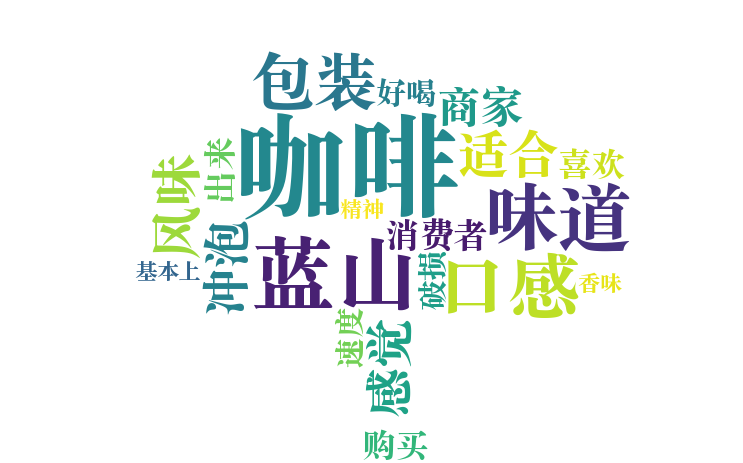 包装
好喝
商家
咖啡
适合
喜欢
出来
风味
精神
味道
消费者
冲泡
蓝山
破损
口感
基本上
香味
速度
感觉
购买